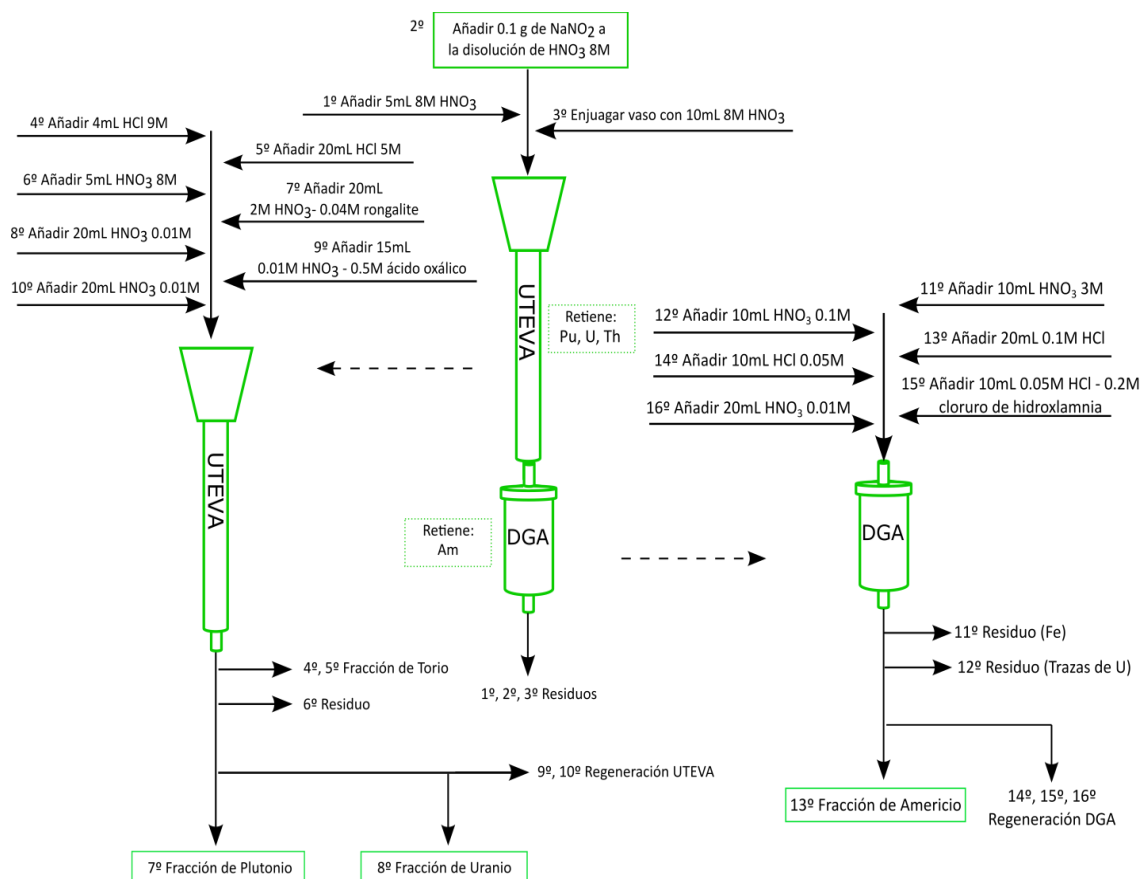 2º
Añadir 0.1 g de NaNO₂ a
la disolución de HNO₃ 8M
1º Añadir 5mL 8M HNO₃
3º Enjuagar vaso con 10mL 8M HNO₃
4º Añadir 4mL HCl 9M
5º Añadir 20mL HCl 5M
6º Añadir 5mL HNO₃ 8M
7º Añadir 20mL
2M HNO₃- 0.04M rongalite
8º Añadir 20mL HNO₃ 0.01M
9º Añadir 15mL
0.01M HNO₃ - 0.5M ácido oxálico
10º Añadir 20mL HNO₃ 0.01M
UTEVA
Retiene:
Pu, U, Th
11º Añadir 10mL HNO₃ 3M
12º Añadir 10mL HNO₃ 0.1M
13º Añadir 20mL 0.1M HCl
14º Añadir 10mL HCl 0.05M
15º Añadir 10mL 0.05M HCl - 0.2M
cloruro de hidroxlamnia
16º Añadir 20mL HNO₃ 0.01M
UTEVA
Retiene:
Am
DGA
DGA
4º, 5º Fracción de Torio
6º Residuo
1º, 2º, 3º Residuos
11º Residuo (Fe)
12º Residuo (Trazas de U)
9º, 10º Regeneración UTEVA
13º Fracción de Americio
14º, 15º, 16º
Regeneración DGA
7º Fracción de Plutonio
8º Fracción de Uranio